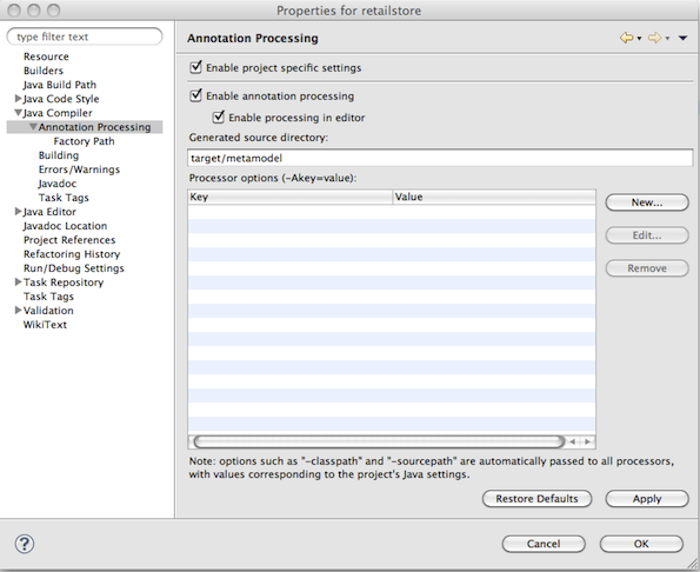 Properties for retailstore
type filter text
Resource
Builders
Java Build Path
Java Code Style
Java Compiler
Annotation Processing
Factory Path
Building
Errors/Warnings
Javadoc
Task Tags
Java Editor
Javadoc Location
Project References
Refactoring History
Run/Debug Settings
Task Repository
Task Tags
Validation
WikiText
Annotation Processing
Enable project specific settings
Enable annotation processing
Enable processing in editor
Generated source directory:
target/metamodel
Processor options (-Akey=value):
Key Value
New...
Edit...
Remove
Note: options such as "-classpath" and "-sourcepath" are automatically passed to all processors,
with values corresponding to the project's Java settings.
Restore Defaults Apply
? Cancel OK